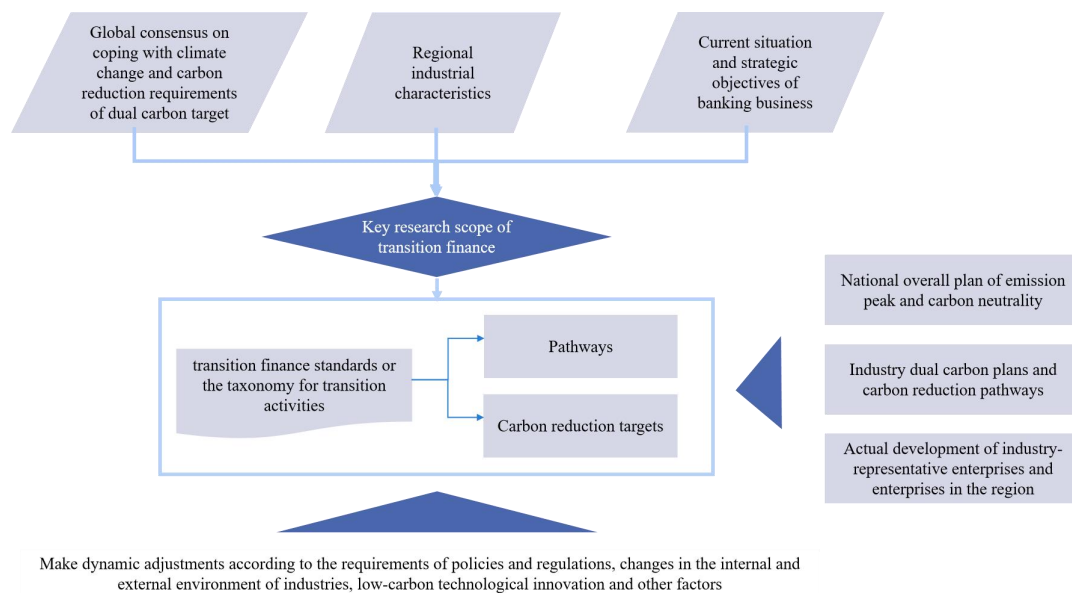 Global consensus on
coping with climate
change and carbon
reduction requirements
of dual carbon target
Regional
industrial
characteristics
Current situation
and strategic
objectives of
banking business
Key research scope of
transition finance
transition finance standards or
the taxonomy for transition
activities
Pathways
Carbon reduction targets
National overall plan of emission
peak and carbon neutrality
Industry dual carbon plans and
carbon reduction pathways
Actual development of industry-
representative enterprises and
enterprises in the region
Make dynamic adjustments according to the requirements of policies and regulations, changes in the internal and
external environment of industries, low-carbon technological innovation and other factors